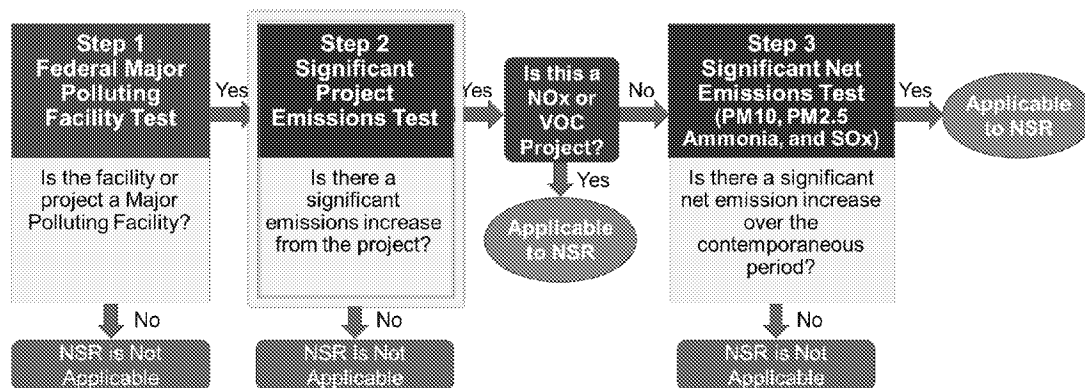 Step 1
Federal Major
Polluting
Facility Test
Yes
Is the facility or
project a Major
Polluting Facility?
No
NSR is Not
Applicable
Step 2
Significant
Project
Emissions Test
Yes
Is there a
significant
emissions increase
from the project?
No
NSR is Not
Applicable
Is this a
NOx or
VOC
Project?
No
Yes
Applicable
to NSR
Step 3
Significant Net
Emissions Test
(PM10, PM2.5
Ammonia, and SOx)
Yes
Is there a significant
net emission increase
over the
contemporaneous
period?
No
NSR is Not
Applicable
Applicable
to NSR